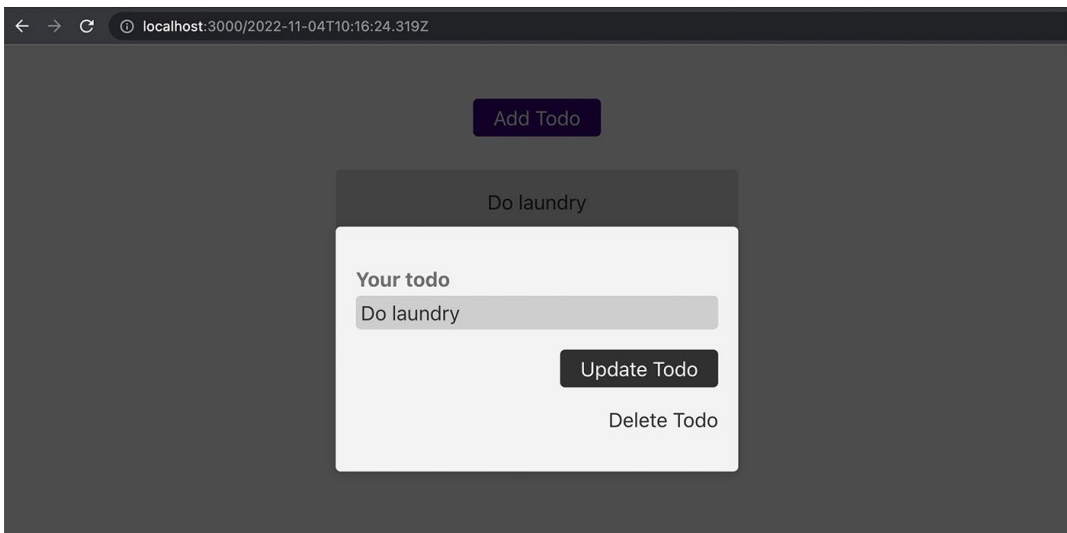 localhost:3000/2022-11-04T10:16:24.319Z
Add Todo
Do laundry
Your todo
Do laundry
Update Todo
Delete Todo